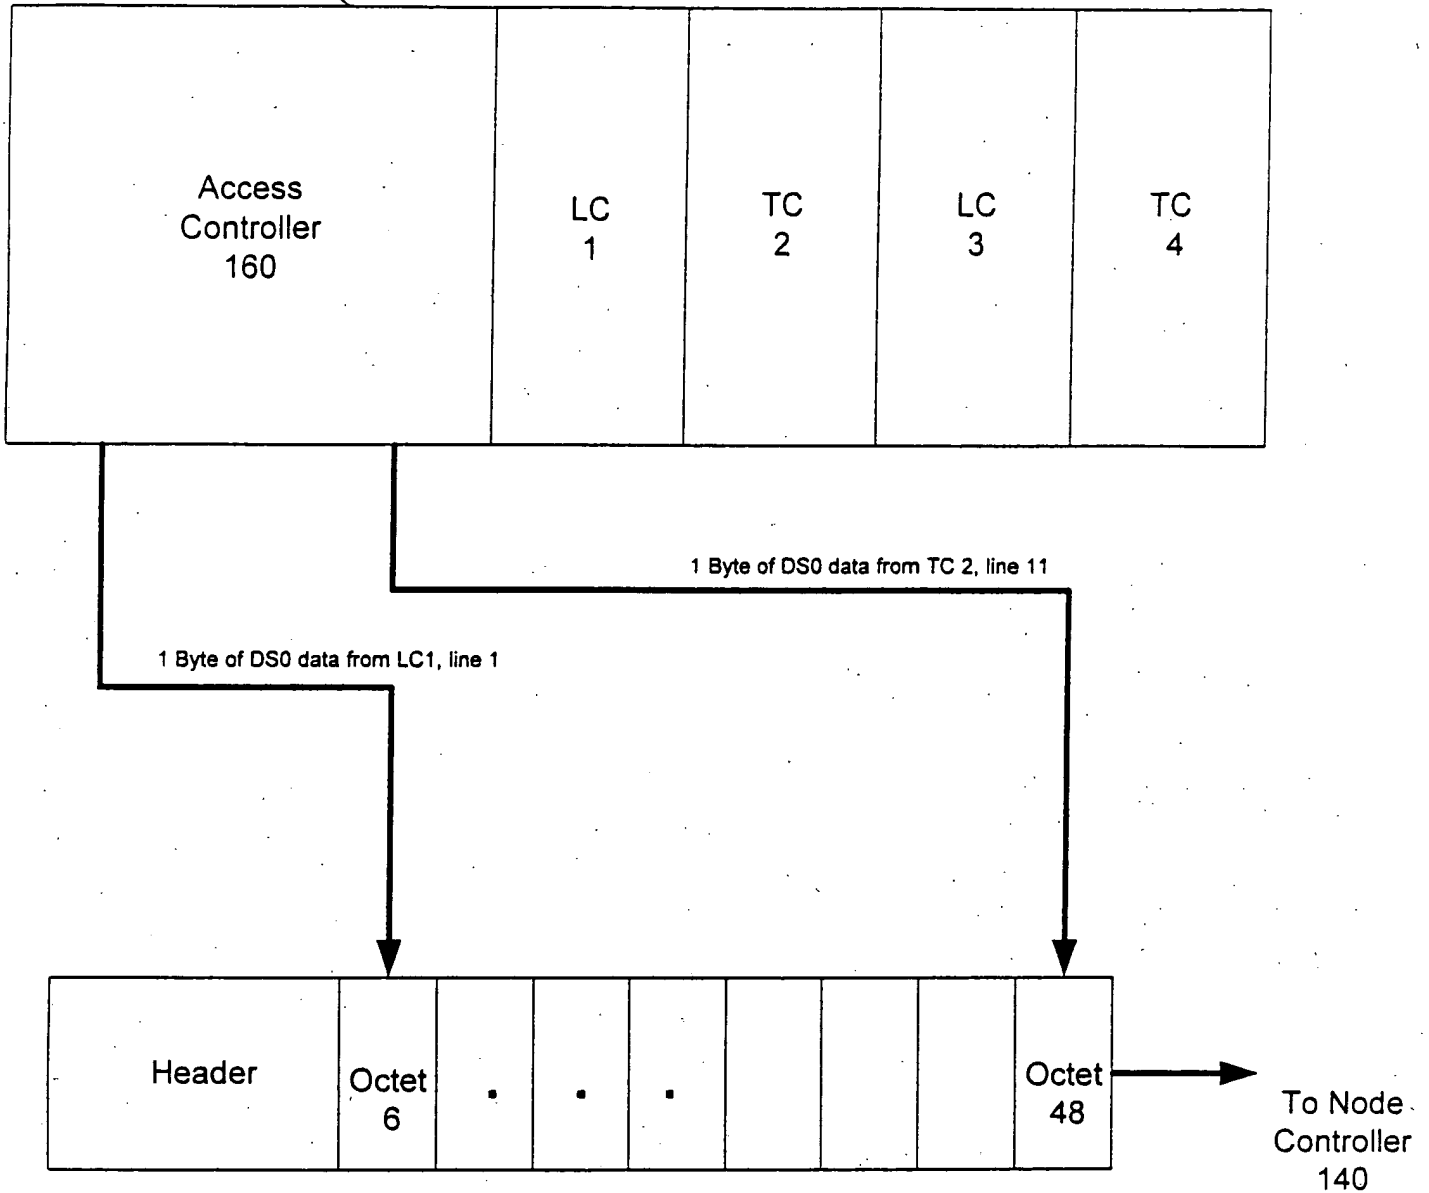 Access
Controller
160
LC
1
TC
2
LC
3
TC
4
1 Byte of DS0 data from TC 2, line 11
1 Byte of DS0 data from LC1, line 1
Header
Octet
6
. . .
Octet
48
To Node
Controller
140